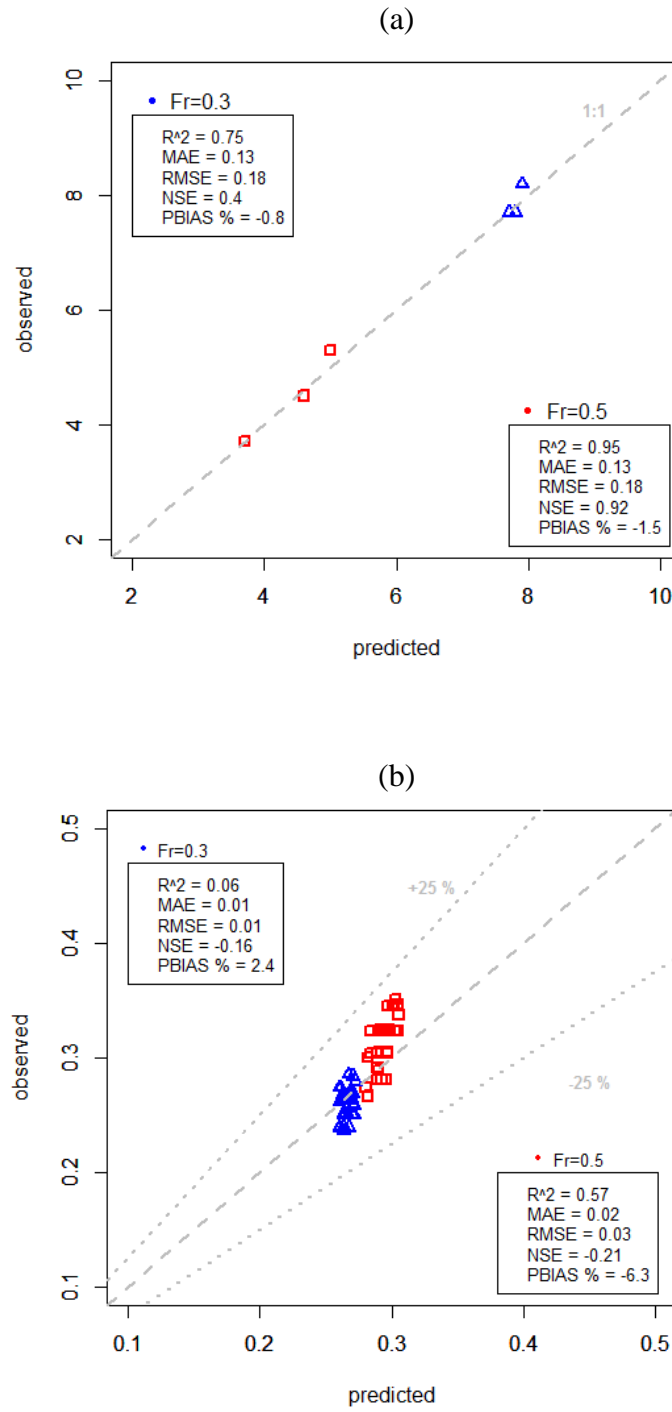 (a)
10
8
6
4
2
observed
Fr=0.3
R^2 = 0.75
MAE = 0.13
RMSE = 0.18
NSE = 0.4
PBIAS % = -0.8
1:1
Fr=0.5
R^2 = 0.95
MAE = 0.13
RMSE = 0.18
NSE = 0.92
PBIAS % = -1.5
2 4 6 8 10
predicted
(b)
0.5
0.4
0.3
0.2
0.1
observed
Fr=0.3
R^2 = 0.06
MAE = 0.01
RMSE = 0.01
NSE = -0.16
PBIAS % = 2.4
+25 %
-25 %
Fr=0.5
R^2 = 0.57
MAE = 0.02
RMSE = 0.03
NSE = -0.21
PBIAS % = -6.3
0.1 0.2 0.3 0.4 0.5
predicted